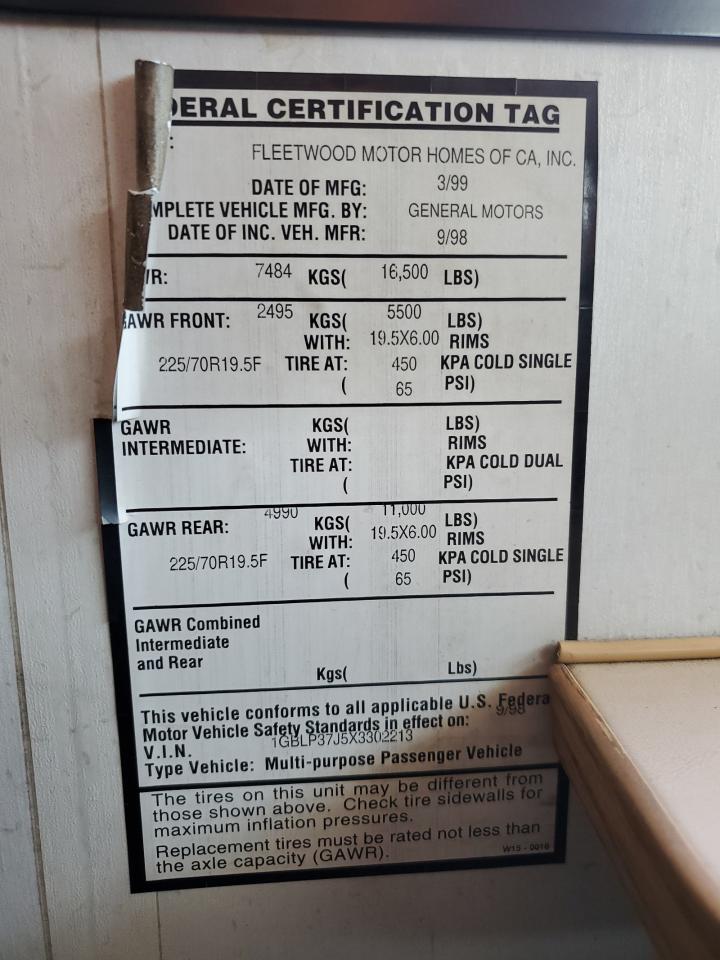 DERAL CERTIFICATION TAG
: FLEETWOOD MOTOR HOMES OF CA, INC.
DATE OF MFG: 3/99
MPLETE VEHICLE MFG. BY: GENERAL MOTORS
DATE OF INC. VEH. MFR: 9/98
R: 7484 KGS( 16,500 LBS)
GAWR FRONT: 2495 KGS( 5500 LBS)
WITH: 19.5X6.00 RIMS
225/70R19.5F TIRE AT: 450 KPA COLD SINGLE
( 65 PSI)
GAWR KGS( LBS)
INTERMEDIATE: WITH: RIMS
TIRE AT: KPA COLD DUAL
( PSI)
GAWR REAR: 4990 KGS( 11,000 LBS)
WITH: 19.5X6.00 RIMS
225/70R19.5F TIRE AT: 450 KPA COLD SINGLE
( 65 PSI)
GAWR Combined
Intermediate
and Rear Kgs( Lbs)
This vehicle conforms to all applicable U.S. Federa
Motor Vehicle Safety Standards in effect on: 9/98
V.I.N. 1GBLP37J5X3302213
Type Vehicle: Multi-purpose Passenger Vehicle
The tires on this unit may be different from
those shown above. Check tire sidewalls for
maximum inflation pressures.
Replacement tires must be rated not less than
the axle capacity (GAWR). W15 - 0016